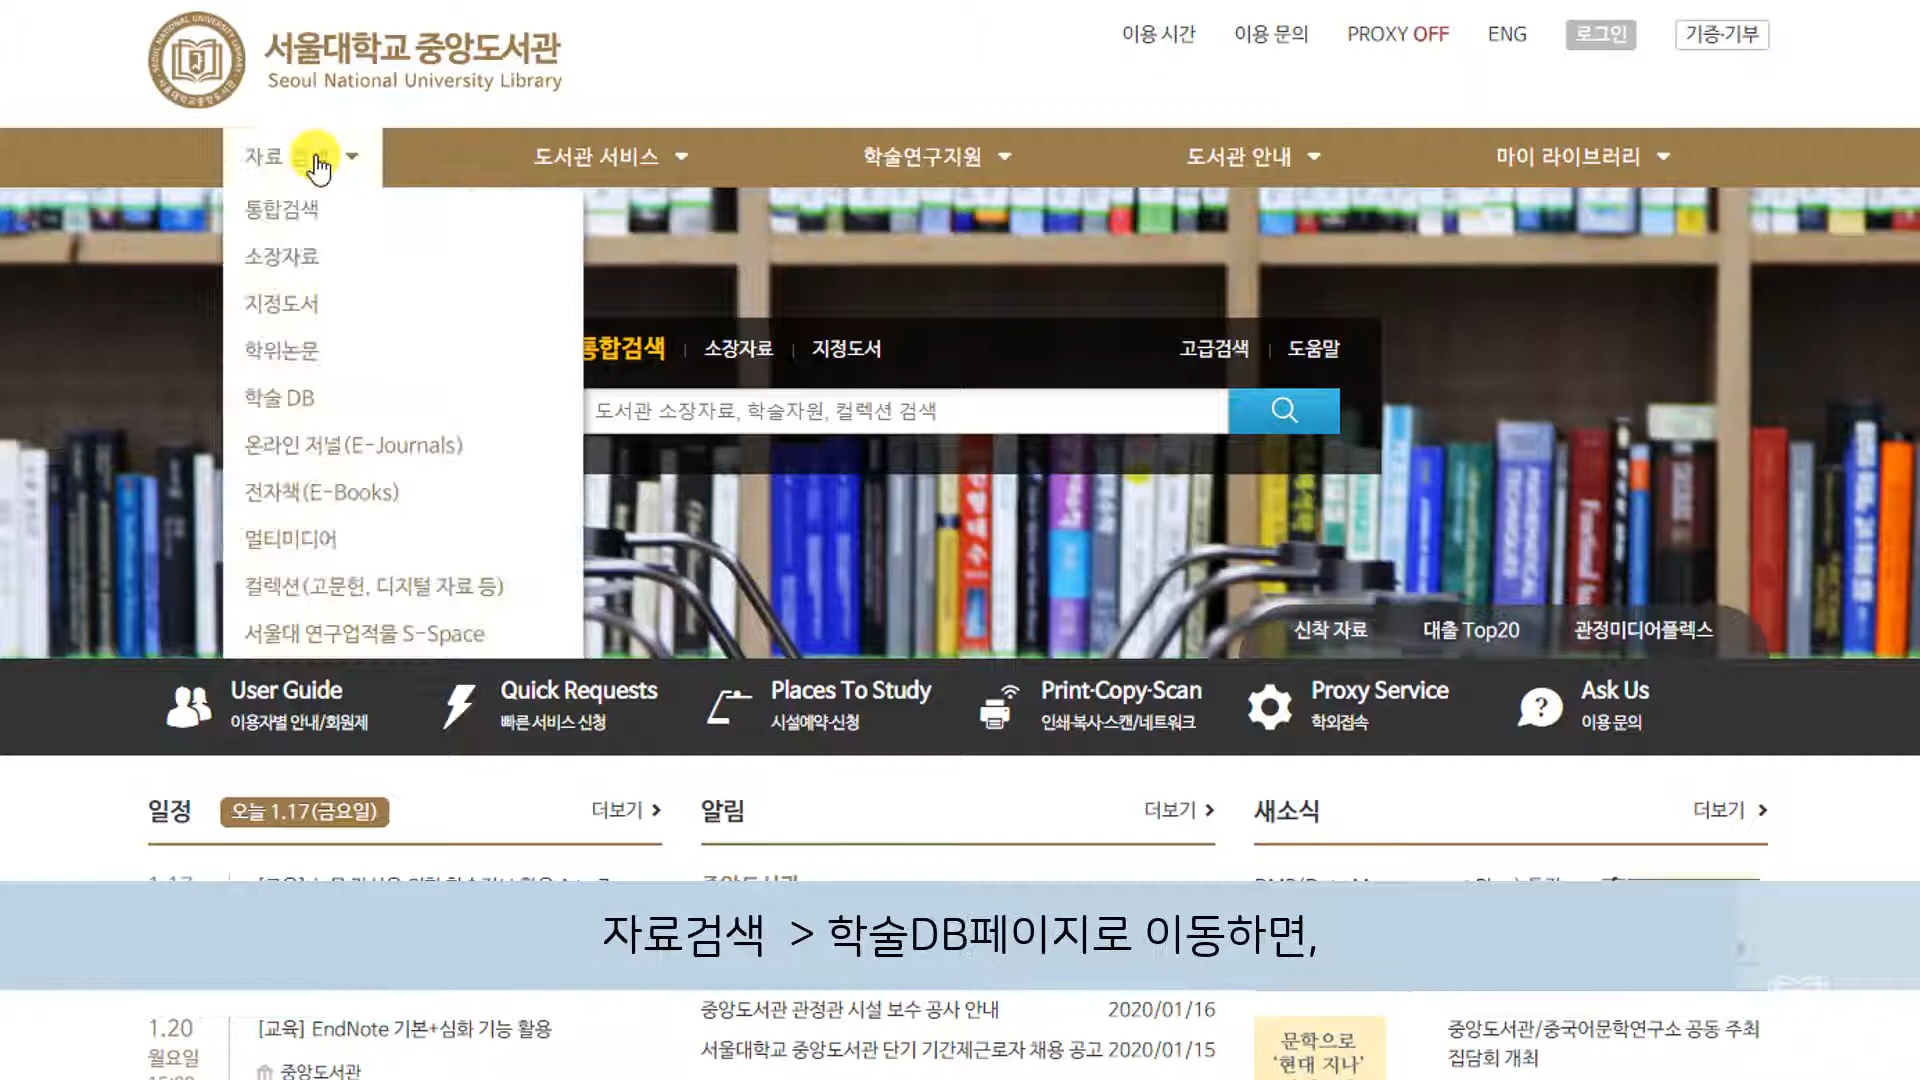 서울대학교 중앙도서관
Seoul National University Library
이용 시간
이용 문의
PROXY OFF
ENG
로그인
기증·기부
자료
도서관 서비스
학술연구지원
도서관 안내
마이 라이브러리
통합검색
소장자료
지정도서
학위논문
학술 DB
온라인 저널(E-Journals)
전자책(E-Books)
멀티미디어
컬렉션(고문헌, 디지털 자료 등)
서울대 연구업적물 S-Space
통합검색
소장자료
지정도서
고급검색
도움말
도서관 소장자료, 학술자원, 컬렉션 검색
신착 자료
대출 Top20
관정미디어플렉스
User Guide
이용자별 안내/회원제
Quick Requests
빠른 서비스 신청
Places To Study
시설예약·신청
Print·Copy·Scan
인쇄·복사·스캔/네트워크
Proxy Service
학외접속
Ask Us
이용 문의
일정
오늘 1.17(금요일)
더보기
알림
더보기
새소식
더보기
자료검색 > 학술DB페이지로 이동하면,
1.20
월요일
[교육] EndNote 기본+심화 기능 활용
중앙도서관
중앙도서관 관정관 시설 보수 공사 안내 2020/01/16
서울대학교 중앙도서관 단기 기간제근로자 채용 공고 2020/01/15
문학으로
'현대 지나'
중앙도서관/중국어문학연구소 공동 주최
집담회 개최